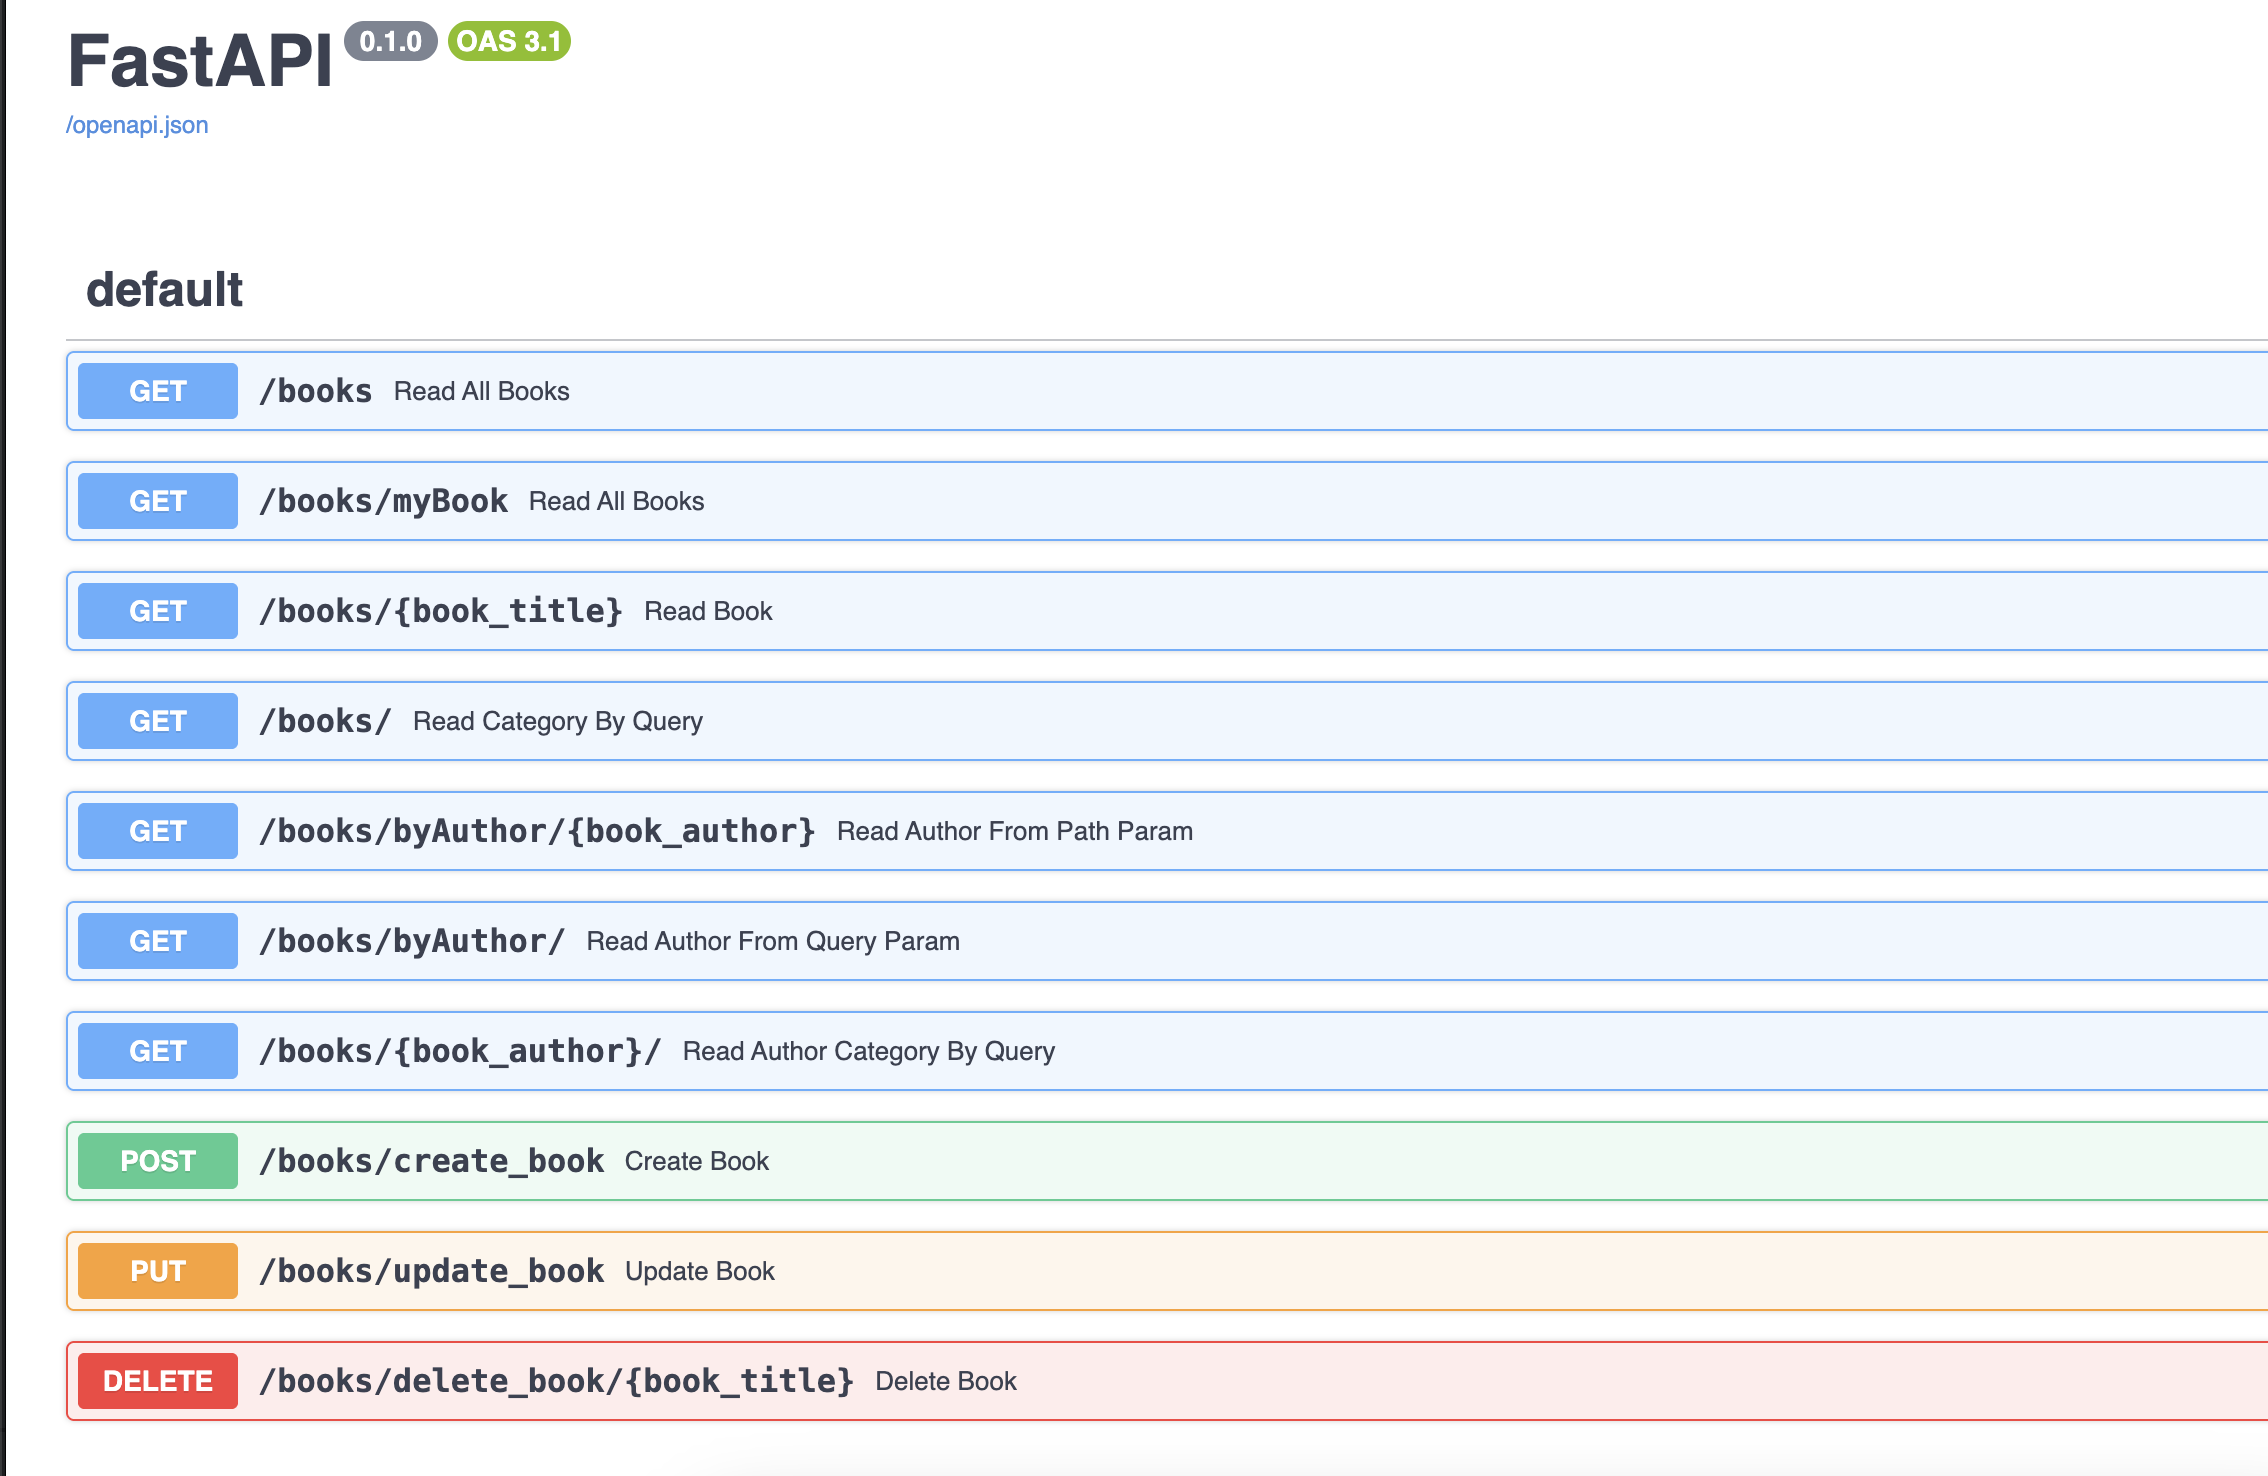 FastAPI 0.1.0 OAS 3.1
/openapi.json
default
GET /books Read All Books
GET /books/myBook Read All Books
GET /books/{book_title} Read Book
GET /books/ Read Category By Query
GET /books/byAuthor/{book_author} Read Author From Path Param
GET /books/byAuthor/ Read Author From Query Param
GET /books/{book_author}/ Read Author Category By Query
POST /books/create_book Create Book
PUT /books/update_book Update Book
DELETE /books/delete_book/{book_title} Delete Book